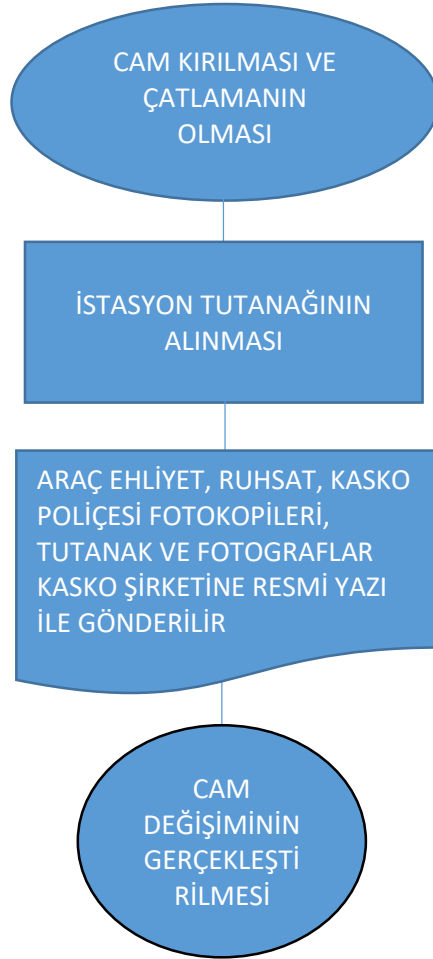 CAM KIRILMASI VE
ÇATLAMANIN
OLMASI
İSTASYON TUTANAĞININ
ALINMASI
ARAÇ EHLİYET, RUHSAT, KASKO
POLİÇESİ FOTOKOPİLERİ,
TUTANAK VE FOTOGRAFLAR
KASKO ŞİRKETİNE RESMİ YAZI
İLE GÖNDERİLİR
CAM
DEĞİŞİMİNİN
GERÇEKLEŞTİ
RİLMESİ